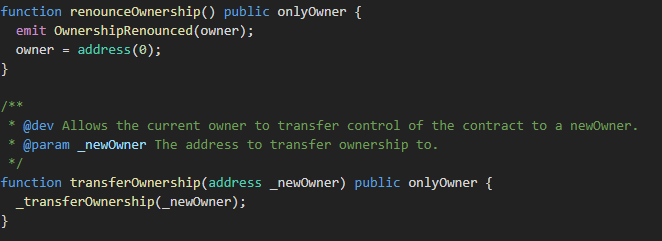 function renounceOwnership() public onlyOwner {
  emit OwnershipRenounced(owner);
  owner = address(0);
}

/**
 * @dev Allows the current owner to transfer control of the contract to a newOwner.
 * @param _newOwner The address to transfer ownership to.
 */
function transferOwnership(address _newOwner) public onlyOwner {
  _transferOwnership(_newOwner);
}